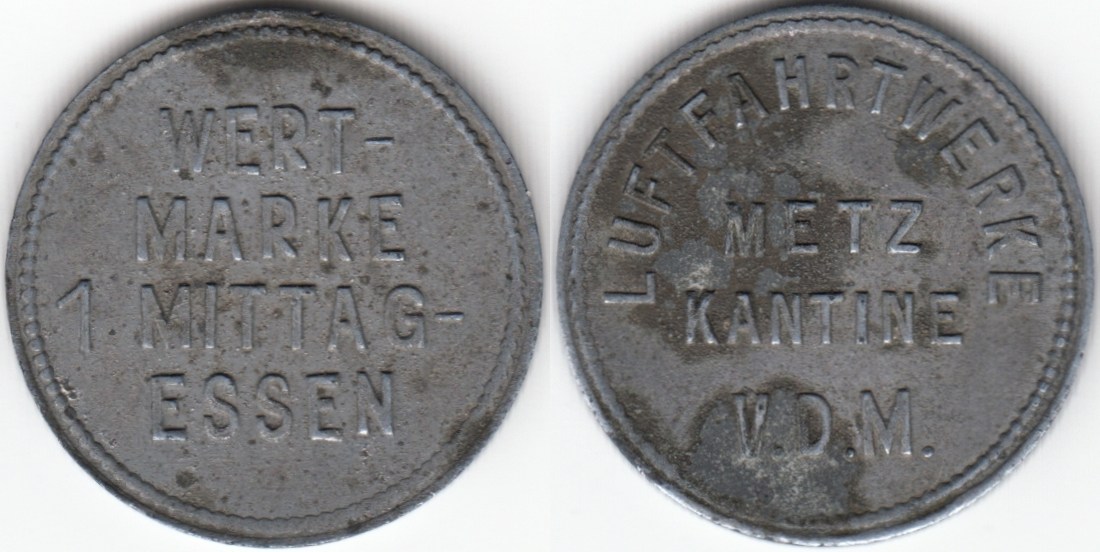 WERT-
MARKE
1 MITTAG-
ESSEN
LUFTFAHRTWERKE
METZ
KANTINE
V.D.M.